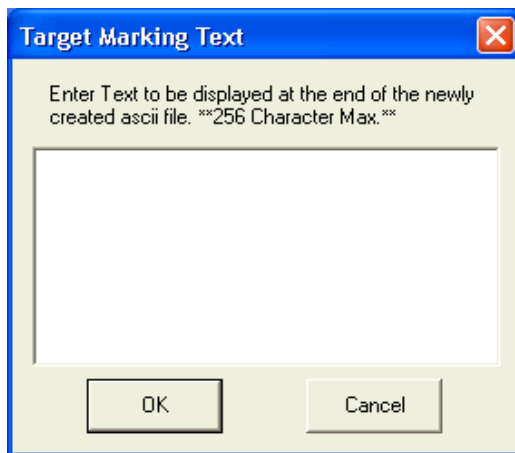 Target Marking Text
Enter Text to be displayed at the end of the newly
created ascii file. **256 Character Max.**
OK
Cancel